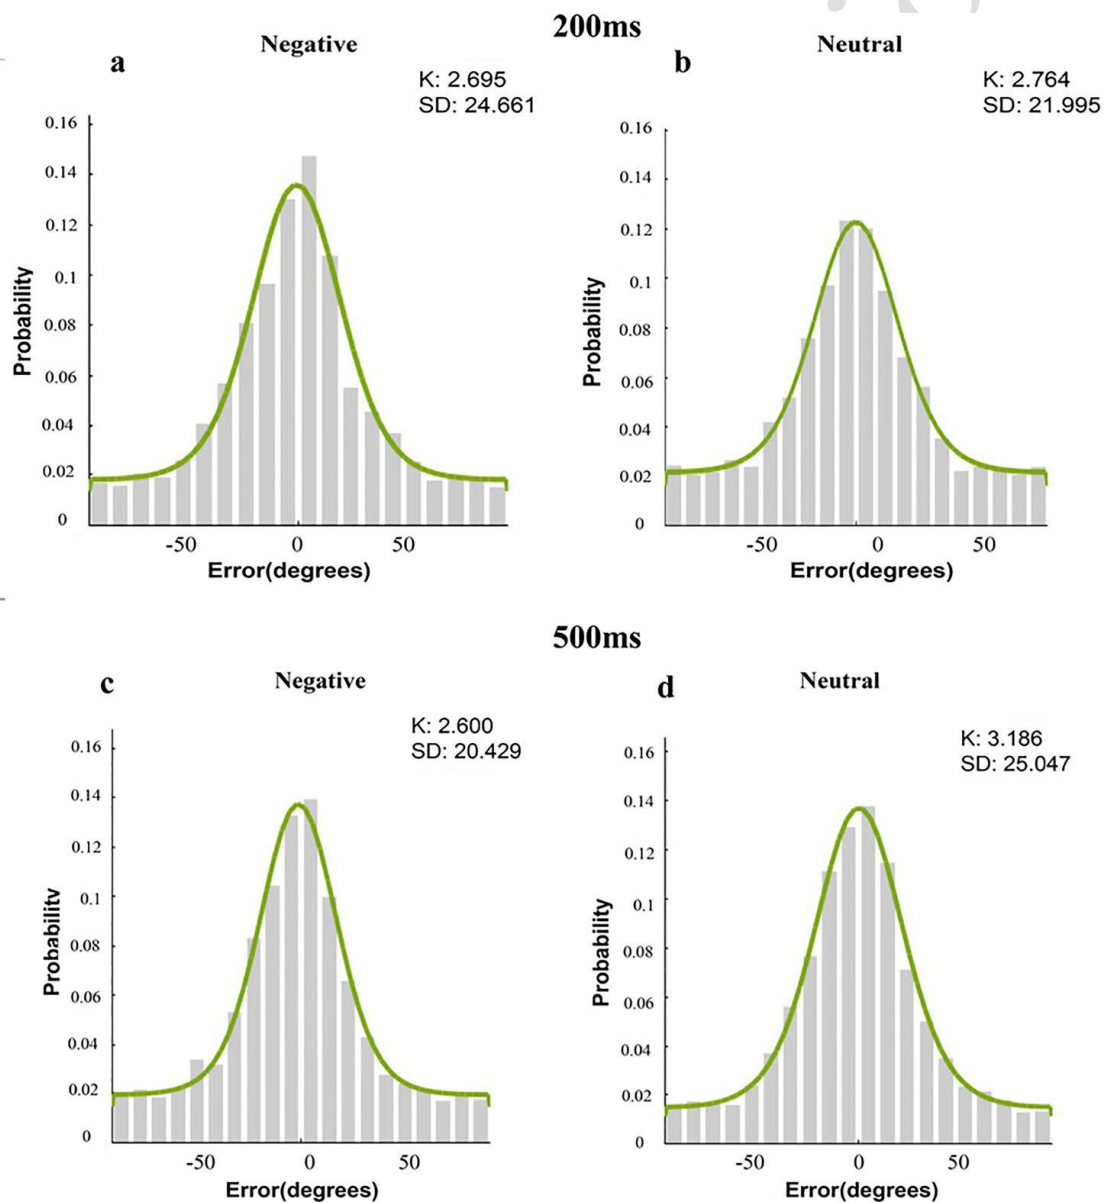 200ms
Negative
Neutral
a
b
K: 2.695
SD: 24.661
K: 2.764
SD: 21.995
0.16
0.14
0.12
0.1
0.08
0.06
0.04
0.02
0
Probability
-50
0
50
Error(degrees)
0.16
0.14
0.12
0.1
0.08
0.06
0.04
0.02
0
Probability
-50
0
50
Error(degrees)
500ms
c
Negative
d
Neutral
K: 2.600
SD: 20.429
K: 3.186
SD: 25.047
0.16
0.14
0.12
0.1
0.08
0.06
0.04
0.02
0
Probability
-50
0
50
Error(degrees)
0.16
0.14
0.12
0.1
0.08
0.06
0.04
0.02
0
Probability
-50
0
50
Error(degrees)